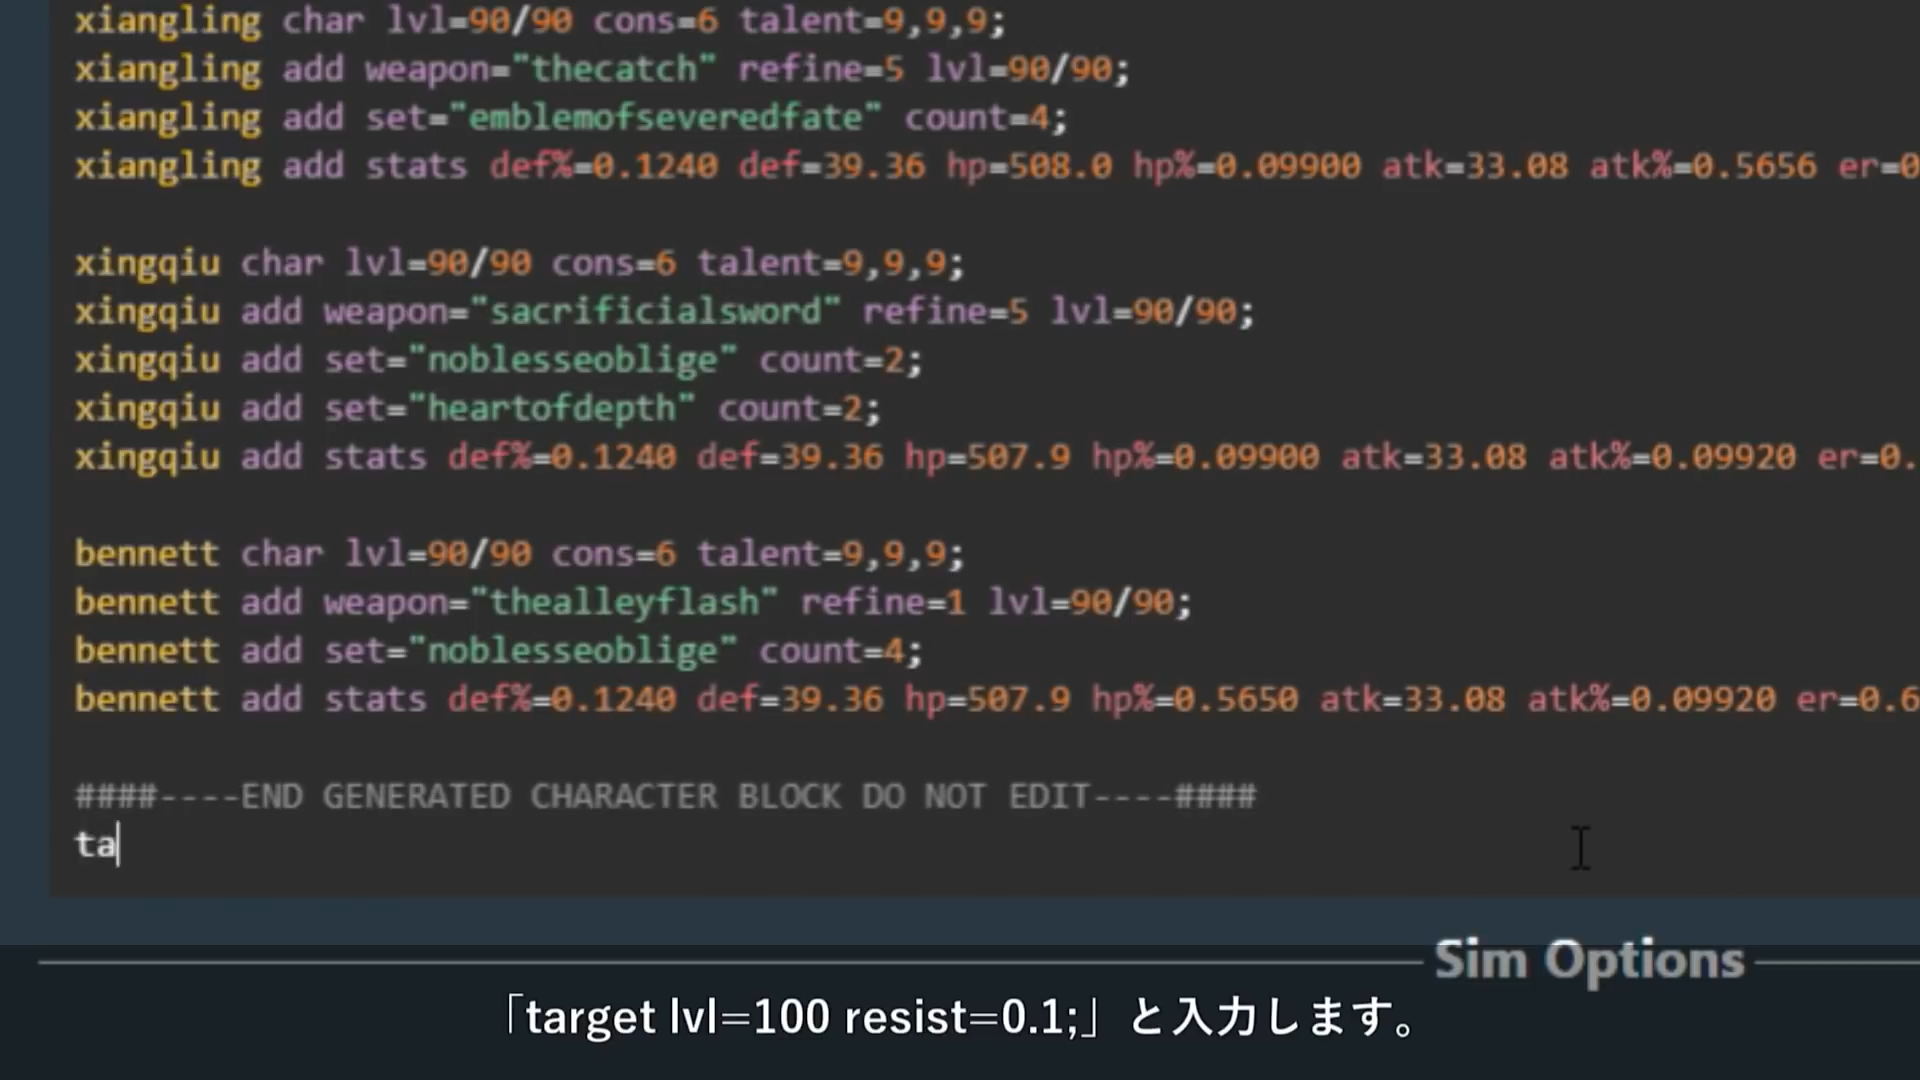 xiangling char lvl=90/90 cons=6 talent=9,9,9;
xiangling add weapon="thecatch" refine=5 lvl=90/90;
xiangling add set="emblemofseveredfate" count=4;
xiangling add stats def%=0.1240 def=39.36 hp=508.0 hp%=0.09900 atk=33.08 atk%=0.5656 er=0
xingqiu char lvl=90/90 cons=6 talent=9,9,9;
xingqiu add weapon="sacrificialsword" refine=5 lvl=90/90;
xingqiu add set="noblesseoblige" count=2;
xingqiu add set="heartofdepth" count=2;
xingqiu add stats def%=0.1240 def=39.36 hp=507.9 hp%=0.09900 atk=33.08 atk%=0.09920 er=0.
bennett char lvl=90/90 cons=6 talent=9,9,9;
bennett add weapon="thealleyflash" refine=1 lvl=90/90;
bennett add set="noblesseoblige" count=4;
bennett add stats def%=0.1240 def=39.36 hp=507.9 hp%=0.5650 atk=33.08 atk%=0.09920 er=0.6
####----END GENERATED CHARACTER BLOCK DO NOT EDIT----####
ta
Sim Options
「target lvl=100 resist=0.1;」と入力します。